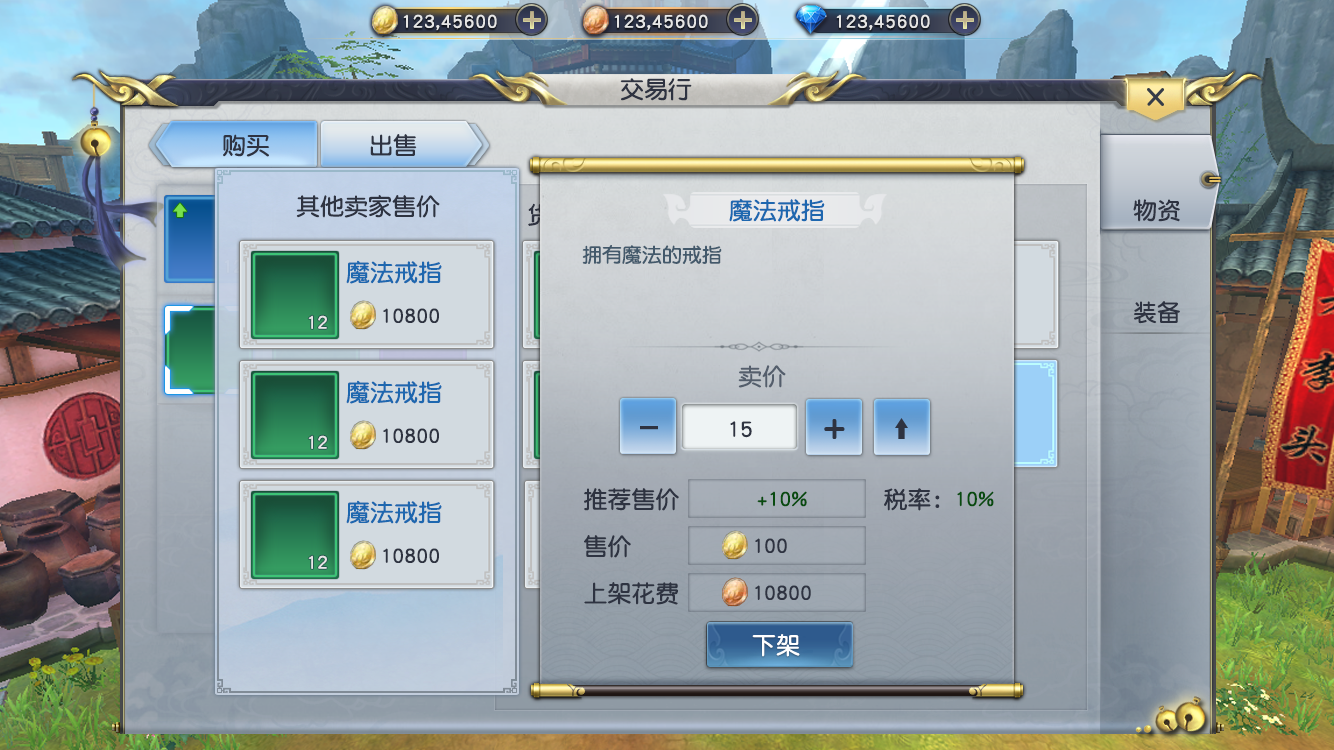 123,45600
123,45600
123,45600
交易行
购买
出售
其他卖家售价
魔法戒指
12
10800
魔法戒指
12
10800
魔法戒指
12
10800
魔法戒指
拥有魔法的戒指
卖价
15
推荐售价
+10%
税率：10%
售价
100
上架花费
10800
下架
物资
装备
李
头